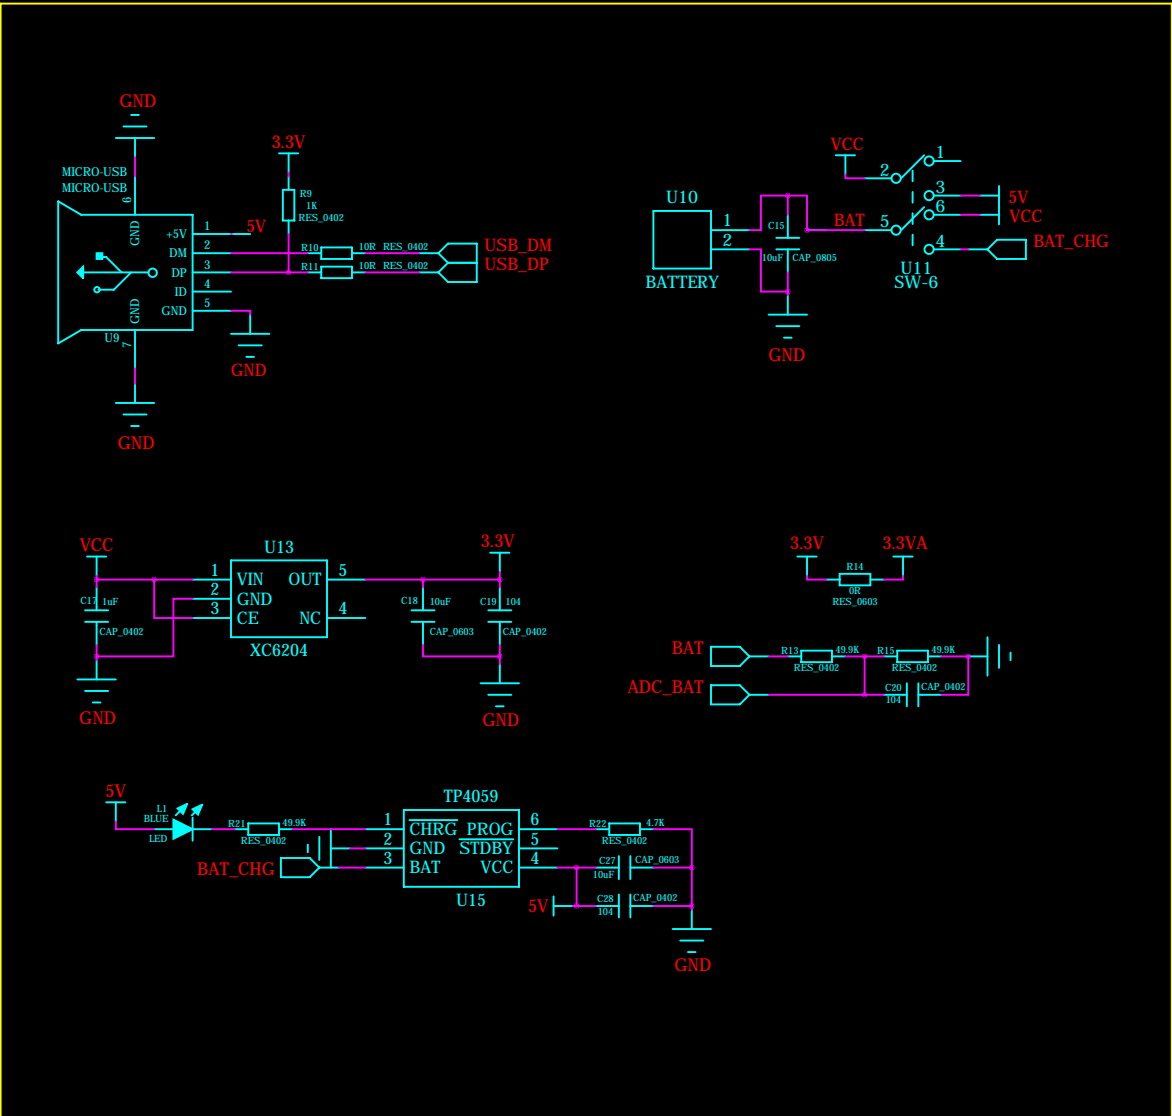 GND
MICRO-USB
MICRO-USB
6
GND
+5V
1
5V
DM
2
DP
3
ID
4
GND
5
GND
U9
7
GND
GND
3.3V
R9
1K
RES_0402
R10
10R RES_0402
USB_DM
R11
10R RES_0402
USB_DP
U10
1
2
BATTERY
C15
10uF
CAP_0805
GND
BAT
VCC
2
1
3
5V
6
VCC
5
4
BAT_CHG
U11
SW-6
VCC
C17
1uF
CAP_0402
GND
U13
1
VIN
OUT
5
2
GND
3
CE
NC
4
XC6204
3.3V
C18
10uF
CAP_0603
C19
104
CAP_0402
GND
3.3V
3.3VA
R14
0R
RES_0603
BAT
R13
49.9K
RES_0402
R15
49.9K
RES_0402
ADC_BAT
C20
104
CAP_0402
5V
L1
BLUE
LED
R21
49.9K
RES_0402
BAT_CHG
TP4059
1
CHRG
PROG
6
2
GND
STDBY
5
3
BAT
VCC
4
U15
R22
4.7K
RES_0402
C27
10uF
CAP_0603
5V
C28
104
CAP_0402
GND